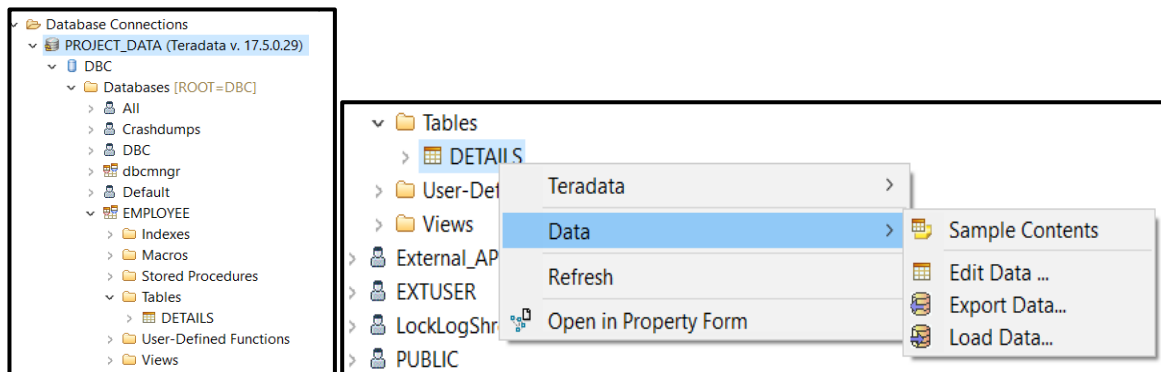 Database Connections
PROJECT_DATA (Teradata v. 17.5.0.29)
DBC
Databases [ROOT=DBC]
All
Crashdumps
DBC
dbcmngr
Default
EMPLOYEE
Indexes
Macros
Stored Procedures
Tables
DETAILS
User-Defined Functions
Views
Tables
DETAILS
User-Def
Views
External_AP
EXTUSER
LockLogShr
PUBLIC
Teradata
Data
Refresh
Open in Property Form
Sample Contents
Edit Data ...
Export Data...
Load Data...